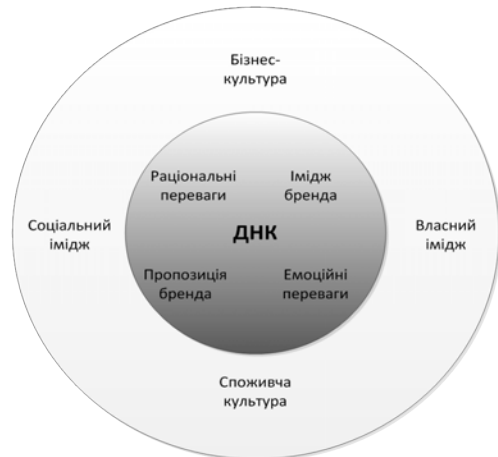 Бізнес-
культура
Раціональні
переваги
Імідж
бренда
Соціальний
імідж
ДНК
Власний
імідж
Пропозиція
бренда
Емоційні
переваги
Споживча
культура